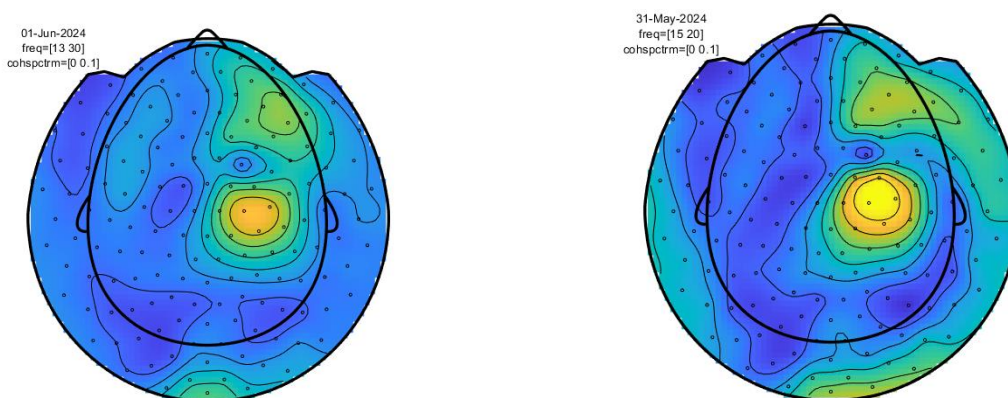 01-Jun-2024
freq=[13 30]
cohspctrm=[0 0.1]
31-May-2024
freq=[15 20]
cohspctrm=[0 0.1]